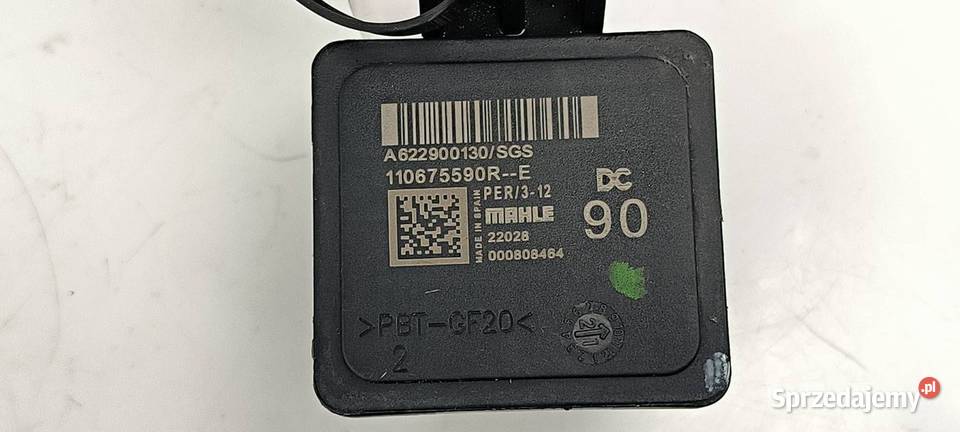 A622900130/SGS
110675590R--E
DC
PER/3-12
MADE IN SPAIN
MAHLE
90
22028
000808464
>PBT-GF20<
2
Sprzedajemy.pl